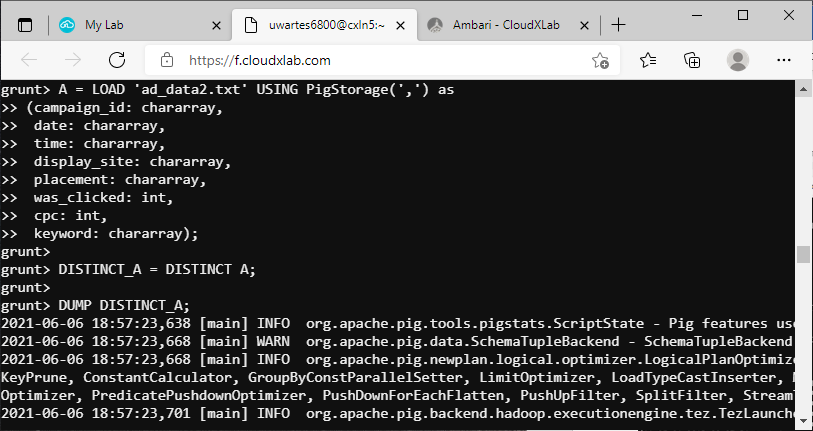 My Lab
uwartes6800@cxln5:~
Ambari - CloudXLab
https://f.cloudxlab.com
grunt> A = LOAD 'ad_data2.txt' USING PigStorage(',') as
>> (campaign_id: chararray,
>>  date: chararray,
>>  time: chararray,
>>  display_site: chararray,
>>  placement: chararray,
>>  was_clicked: int,
>>  cpc: int,
>>  keyword: chararray);
grunt>
grunt> DISTINCT_A = DISTINCT A;
grunt>
grunt> DUMP DISTINCT_A;
2021-06-06 18:57:23,638 [main] INFO  org.apache.pig.tools.pigstats.ScriptState - Pig features use
2021-06-06 18:57:23,668 [main] WARN  org.apache.pig.data.SchemaTupleBackend - SchemaTupleBackend
2021-06-06 18:57:23,668 [main] INFO  org.apache.pig.newplan.logical.optimizer.LogicalPlanOptimize
KeyPrune, ConstantCalculator, GroupByConstParallelSetter, LimitOptimizer, LoadTypeCastInserter,
Optimizer, PredicatePushdownOptimizer, PushDownForEachFlatten, PushUpFilter, SplitFilter, Stream
2021-06-06 18:57:23,701 [main] INFO  org.apache.pig.backend.hadoop.executionengine.tez.TezLaunche